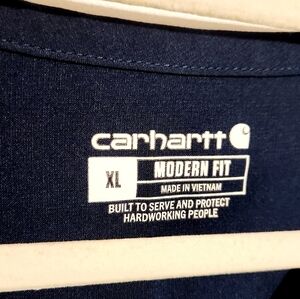 carhartt
XL MODERN FIT
MADE IN VIETNAM
BUILT TO SERVE AND PROTECT
HARDWORKING PEOPLE